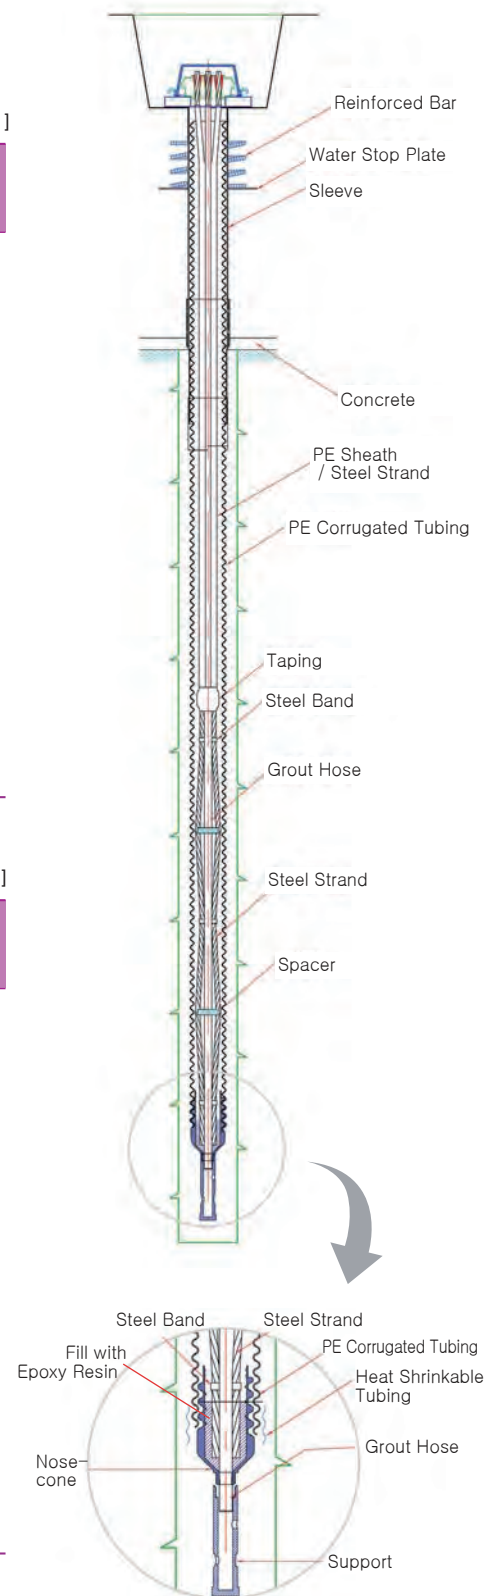 ]
Reinforced Bar
Water Stop Plate
Sleeve
Concrete
PE Sheath
/ Steel Strand
PE Corrugated Tubing
Taping
Steel Band
Grout Hose
]
Steel Strand
Spacer
Steel Band
Steel Strand
Fill with
Epoxy Resin
PE Corrugated Tubing
Heat Shrinkable
Tubing
Grout Hose
Nose-
cone
Support